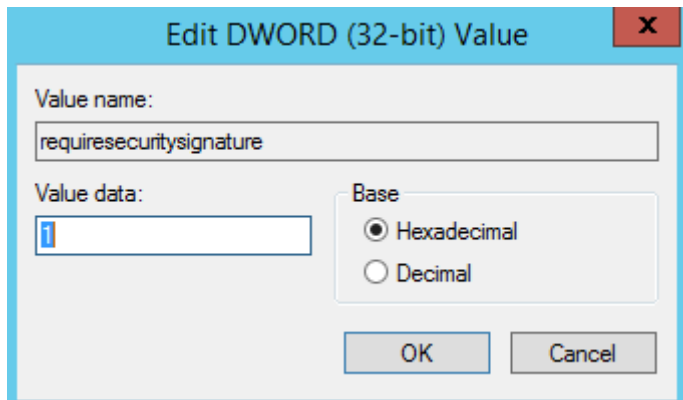 Edit DWORD (32-bit) Value
x
Value name:
requiresecuritysignature
Value data:
1
Base
Hexadecimal
Decimal
OK
Cancel